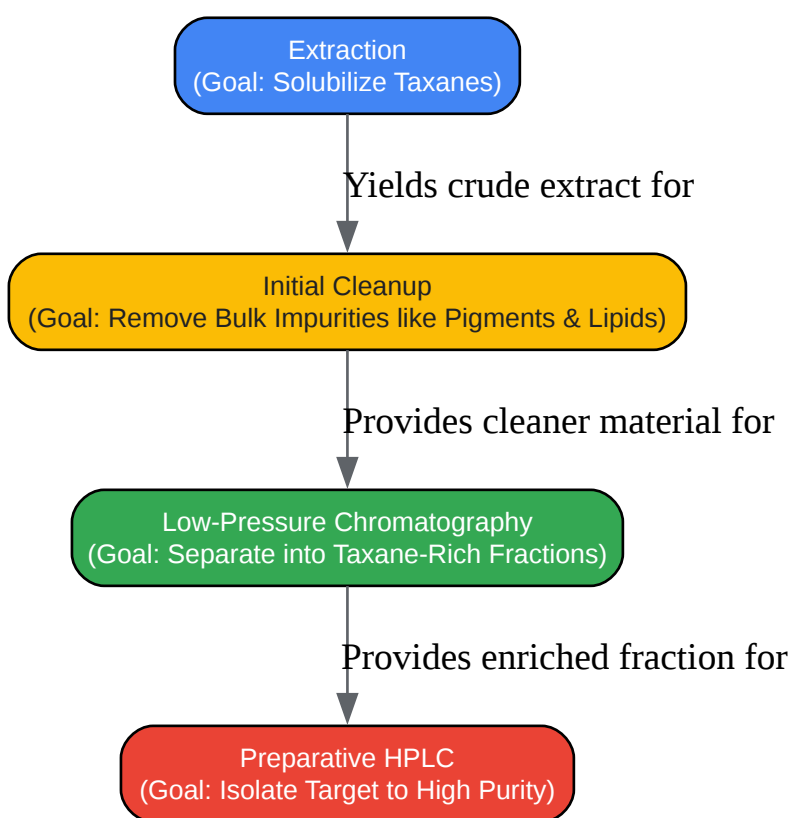 Extraction
(Goal: Solubilize Taxanes)
Yields crude extract for
Initial Cleanup
(Goal: Remove Bulk Impurities like Pigments & Lipids)
Provides cleaner material for
Low-Pressure Chromatography
(Goal: Separate into Taxane-Rich Fractions)
Provides enriched fraction for
Preparative HPLC
(Goal: Isolate Target to High Purity)